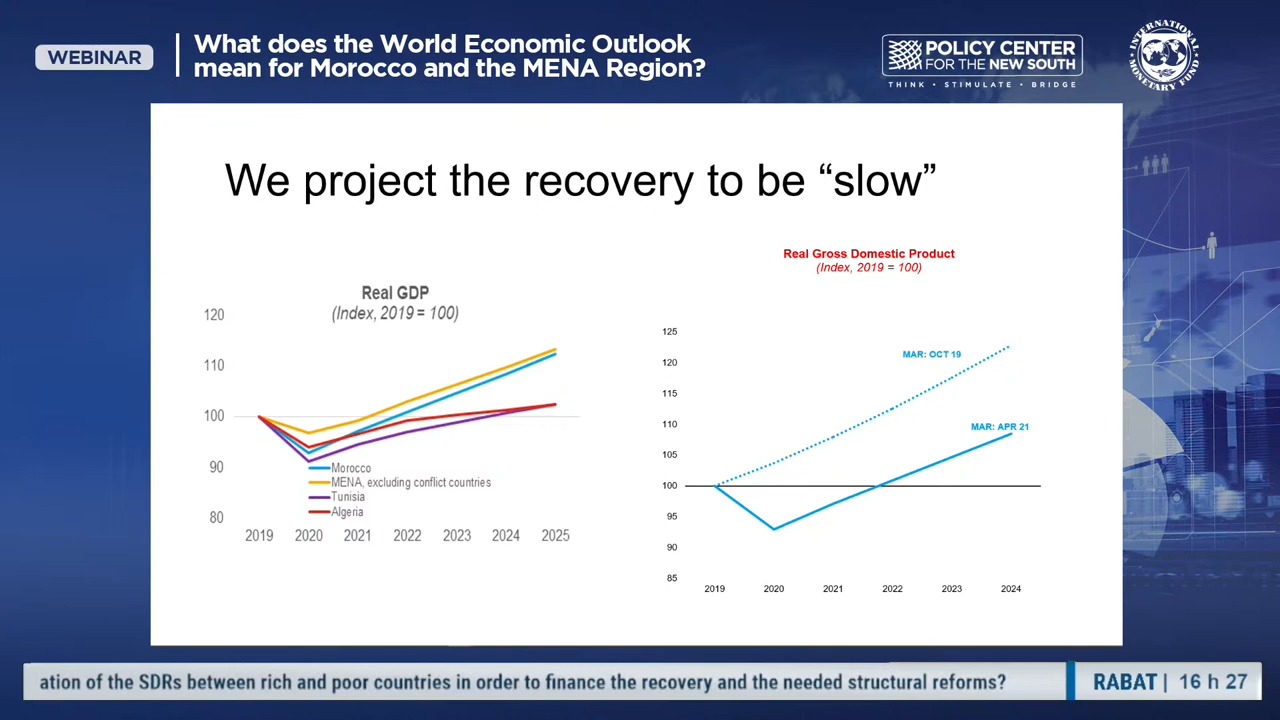 WEBINAR
What does the World Economic Outlook
mean for Morocco and the MENA Region?
POLICY CENTER
FOR THE NEW SOUTH
THINK • STIMULATE • BRIDGE
INTERNATIONAL
MONETARY FUND
We project the recovery to be “slow”
Real GDP
(Index, 2019 = 100)
120
110
100
90
80
Morocco
MENA, excluding conflict countries
Tunisia
Algeria
2019 2020 2021 2022 2023 2024 2025
Real Gross Domestic Product
(Index, 2019 = 100)
125
120
115
110
105
100
95
90
85
MAR: OCT 19
MAR: APR 21
2019 2020 2021 2022 2023 2024
ation of the SDRs between rich and poor countries in order to finance the recovery and the needed structural reforms?
RABAT | 16 h 27